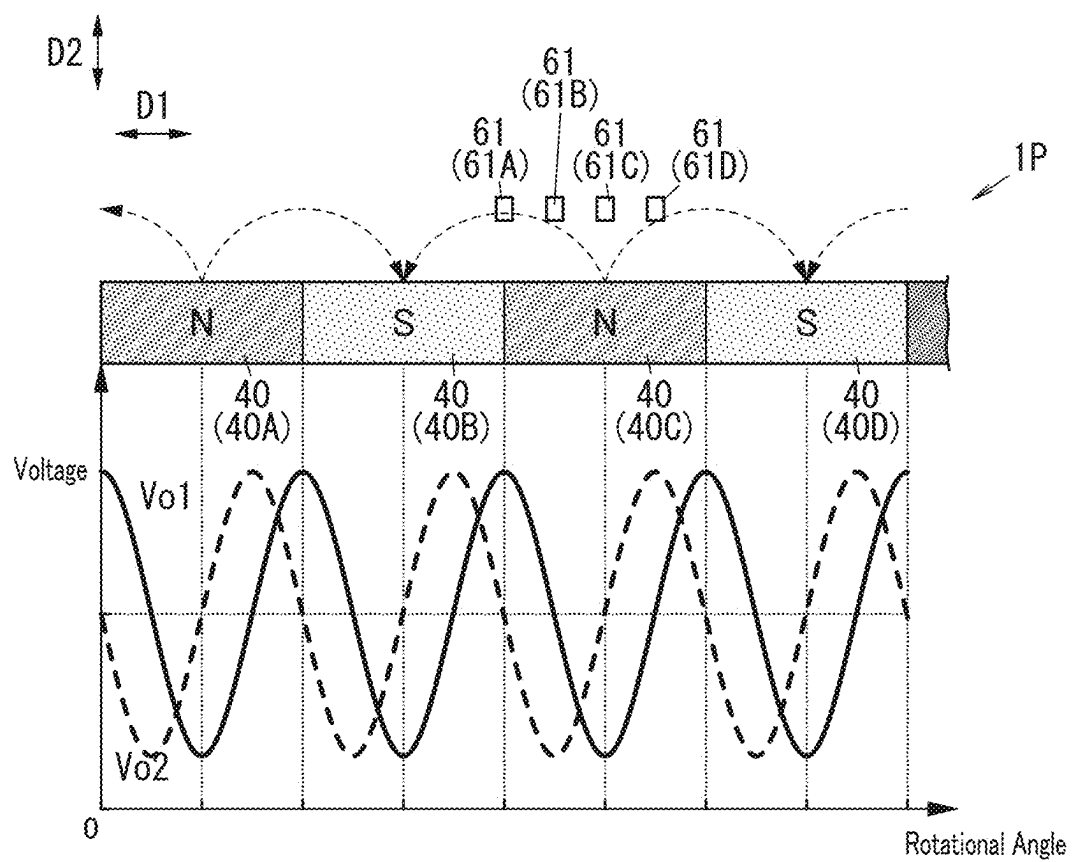 D2
D1
61
(61B)
61
(61A)
61
(61C)
61
(61D)
1P
N
S
N
S
40
(40A)
40
(40B)
40
(40C)
40
(40D)
Voltage
Vo1
Vo2
0
Rotational Angle